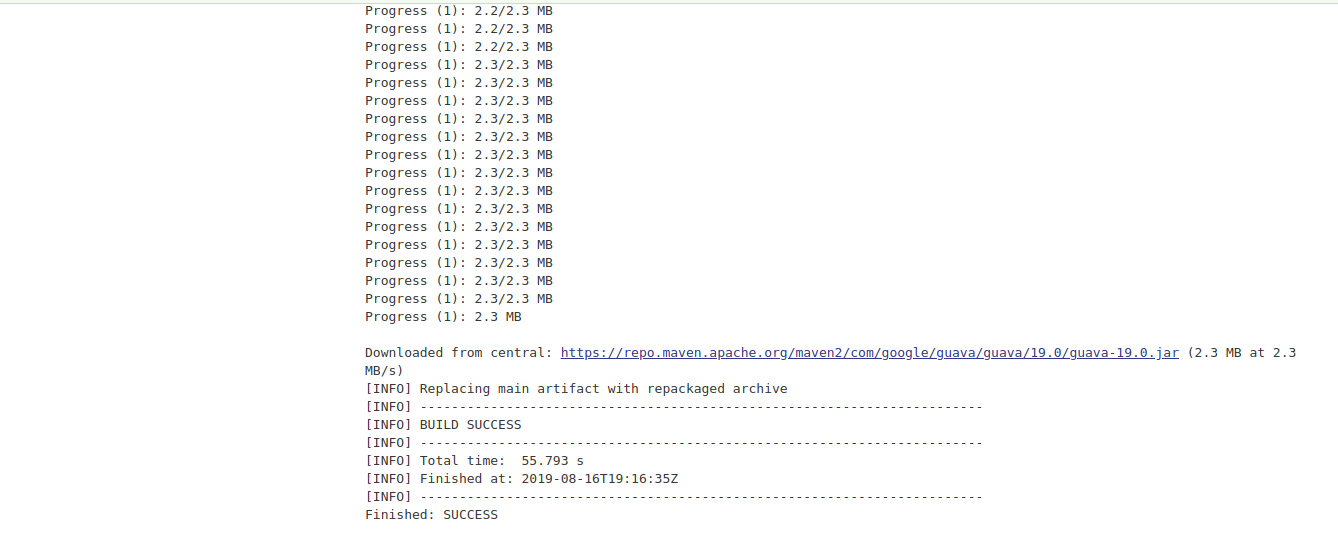 Progress (1): 2.2/2.3 MB
Progress (1): 2.2/2.3 MB
Progress (1): 2.2/2.3 MB
Progress (1): 2.3/2.3 MB
Progress (1): 2.3/2.3 MB
Progress (1): 2.3/2.3 MB
Progress (1): 2.3/2.3 MB
Progress (1): 2.3/2.3 MB
Progress (1): 2.3/2.3 MB
Progress (1): 2.3/2.3 MB
Progress (1): 2.3/2.3 MB
Progress (1): 2.3/2.3 MB
Progress (1): 2.3/2.3 MB
Progress (1): 2.3/2.3 MB
Progress (1): 2.3/2.3 MB
Progress (1): 2.3/2.3 MB
Progress (1): 2.3/2.3 MB
Progress (1): 2.3 MB
Downloaded from central: https://repo.maven.apache.org/maven2/com/google/guava/guava/19.0/guava-19.0.jar (2.3 MB at 2.3
MB/s)
[INFO] Replacing main artifact with repackaged archive
[INFO] ------------------------------------------------------------------------
[INFO] BUILD SUCCESS
[INFO] ------------------------------------------------------------------------
[INFO] Total time:  55.793 s
[INFO] Finished at: 2019-08-16T19:16:35Z
[INFO] ------------------------------------------------------------------------
Finished: SUCCESS